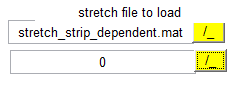 stretch file to load
stretch_strip_dependent.mat /_
0 /_